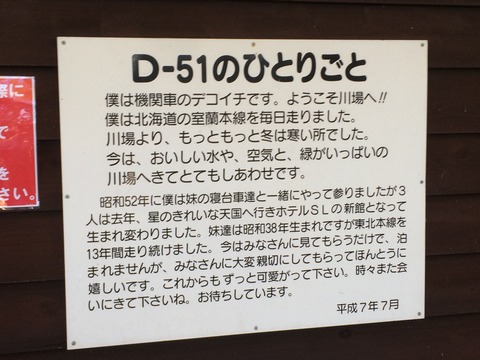 D-51のひとりごと
僕は機関車のデコイチです。ようこそ川場へ!!
僕は北海道の室蘭本線を毎日走りました。
川場より、もっともっと冬は寒い所でした。
今は、おいしい水や、空気と、緑がいっぱいの
川場へきてとてもしあわせです。
昭和52年に僕は妹の寝台車達と一緒にやって参りましたが3
人は去年、星のきれいな天国へ行きホテルSLの新館となって
生まれ変わりました。妹達は昭和38年生まれですが東北本線を
13年間走り続けました。今はみなさんに見てもらうだけで、泊
まれませんが、みなさんに大変親切にしてもらってほんとうに
嬉しいです。これからもずっと可愛がって下さい。時々また会
いにきて下さいね。お待ちしています。
平成7年7月
際に
で
を
さい。